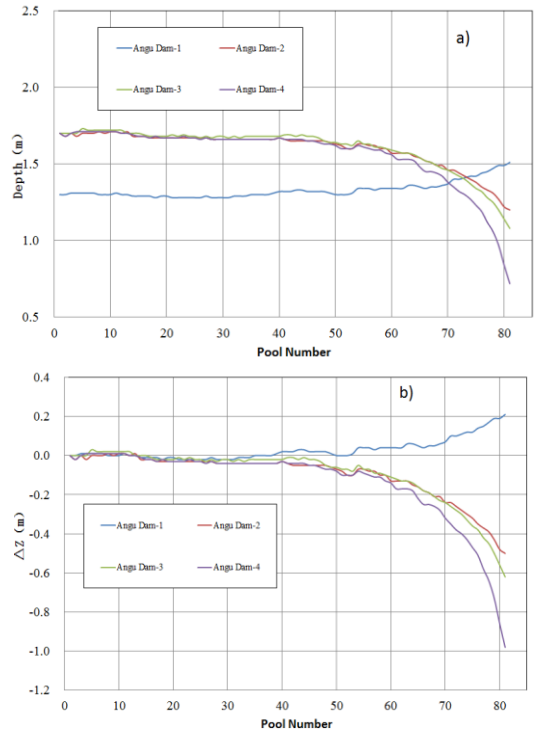 2.5
a)
Angu Dam-1 Angu Dam-2
2.0
Angu Dam-3 Angu Dam-4
Depth (m)
1.5
1.0
0.5
0 10 20 30 40 50 60 70 80 90
Pool Number
0.4
b)
0.2
0.0
-0.2
Angu Dam-1 Angu Dam-2
△Z (m)
-0.4
Angu Dam-3 Angu Dam-4
-0.6
-0.8
-1.0
-1.2
0 10 20 30 40 50 60 70 80 90
Pool Number